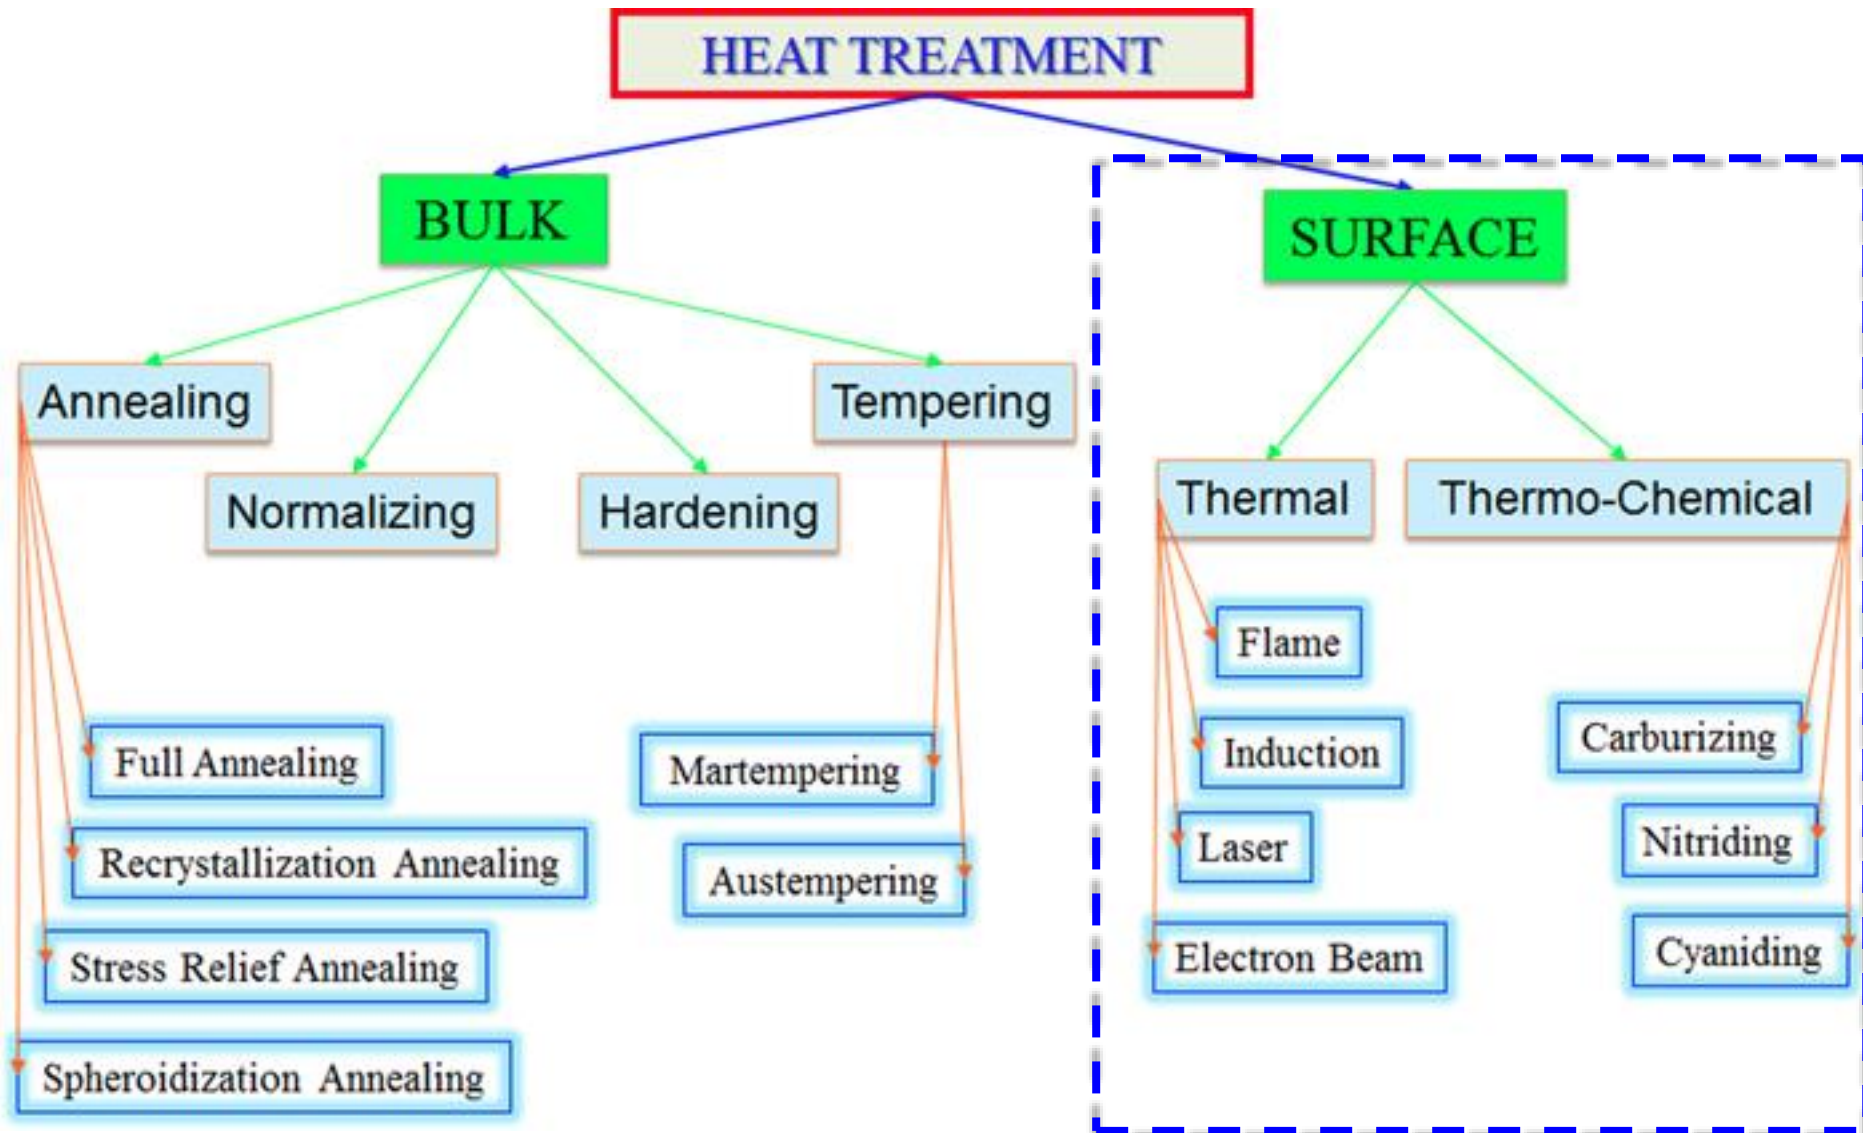 HEAT TREATMENT
BULK
SURFACE
Annealing
Tempering
Normalizing
Hardening
Thermal
Thermo-Chemical
Full Annealing
Recrystallization Annealing
Stress Relief Annealing
Spheroidization Annealing
Martempering
Austempering
Flame
Induction
Laser
Electron Beam
Carburizing
Nitriding
Cyaniding